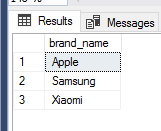 Results Messages
brand_name
1 Apple
2 Samsung
3 Xiaomi